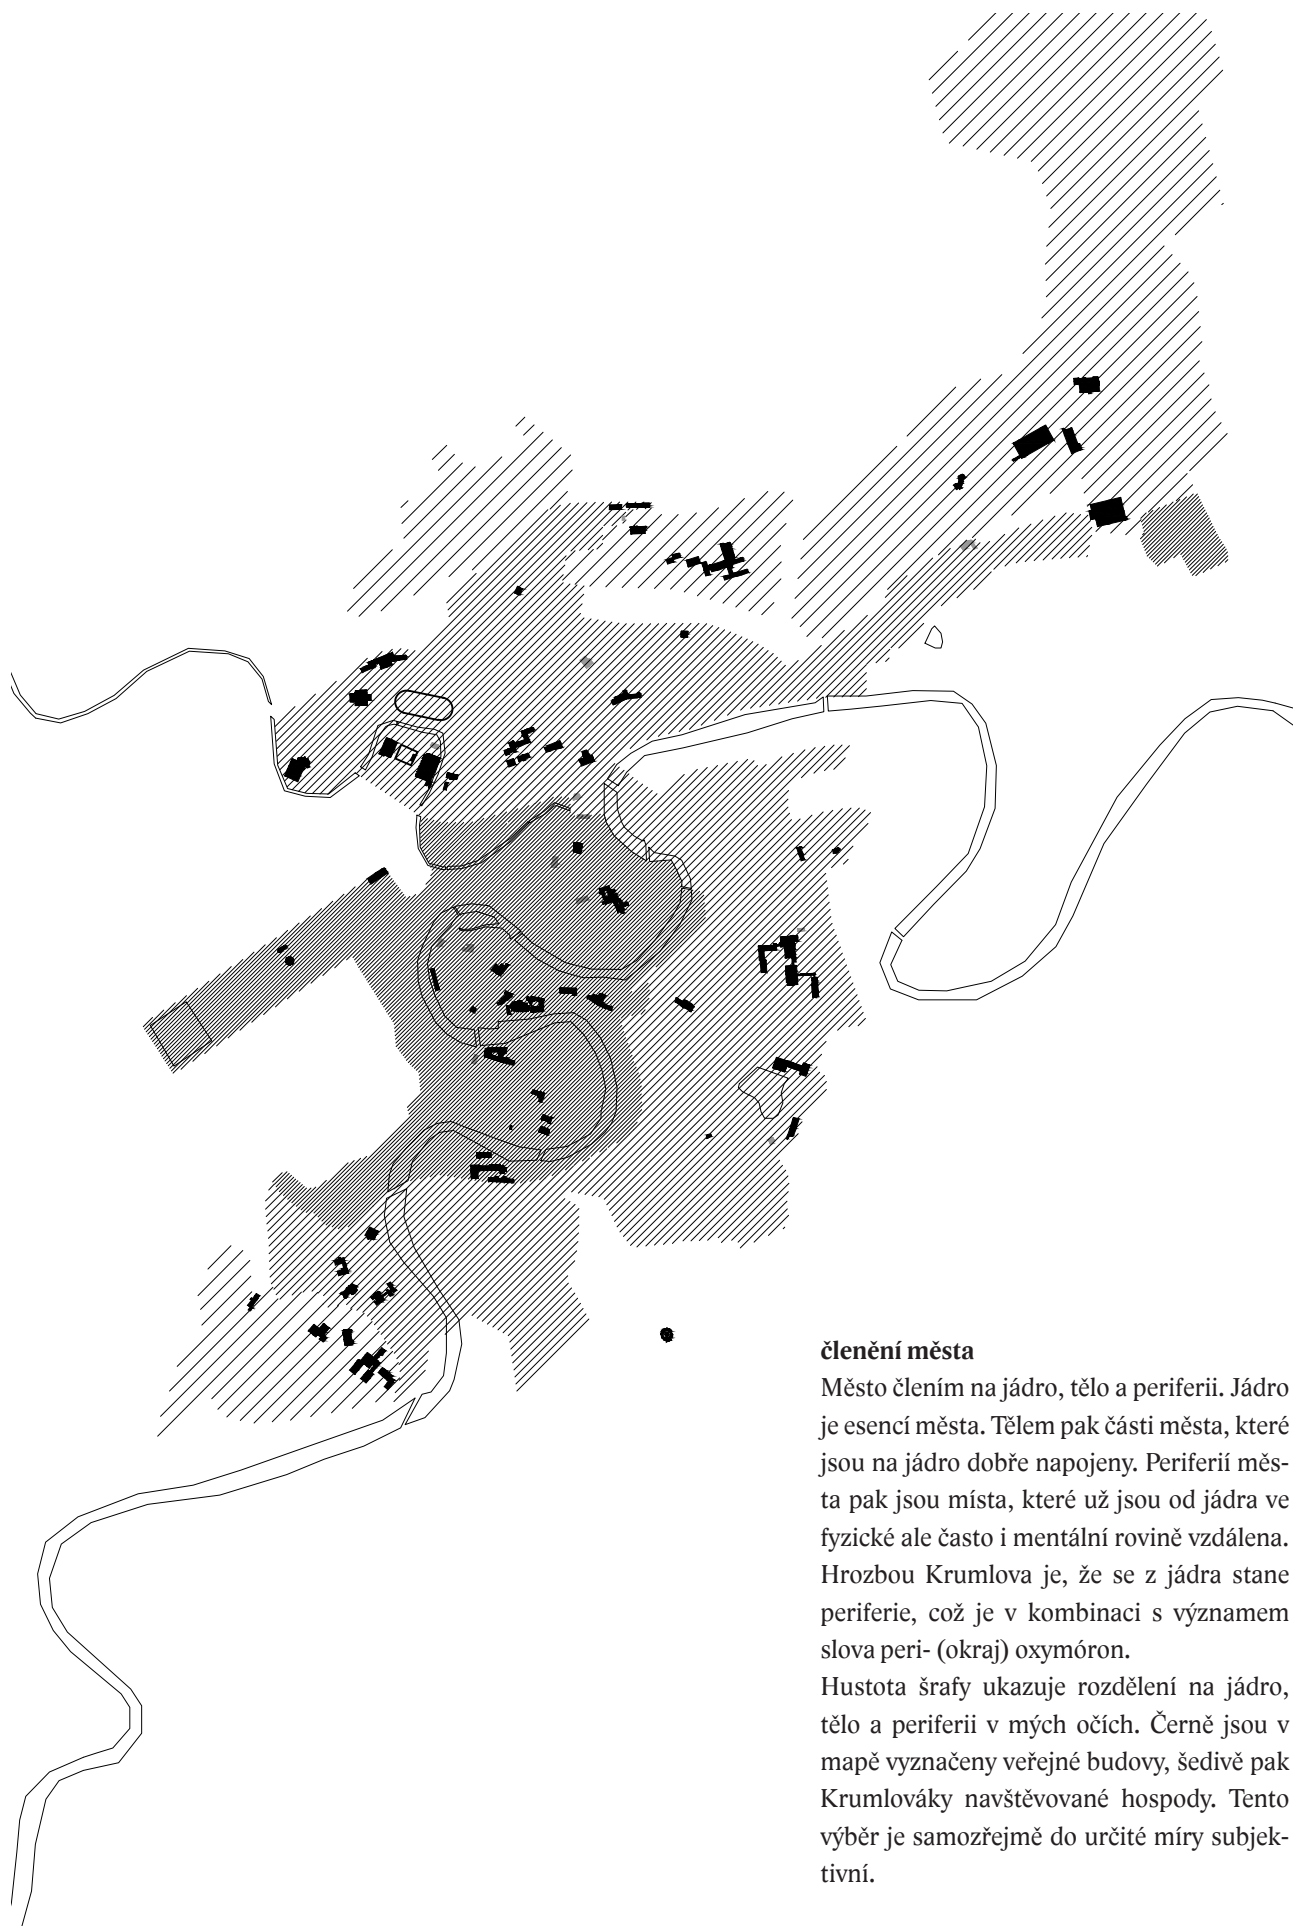 členění města
Město člením na jádro, tělo a periferii. Jádro
je esencí města. Tělem pak části města, které
jsou na jádro dobře napojeny. Periferií měs-
ta pak jsou místa, které už jsou od jádra ve
fyzické ale často i mentální rovině vzdálena.
Hrozbou Krumlova je, že se z jádra stane
periferie, což je v kombinaci s významem
slova peri- (okraj) oxymóron.
Hustota šrafy ukazuje rozdělení na jádro,
tělo a periferii v mých očích. Černě jsou v
mapě vyznačeny veřejné budovy, šedivě pak
Krumlováky navštěvované hospody. Tento
výběr je samozřejmě do určité míry subjek-
tivní.